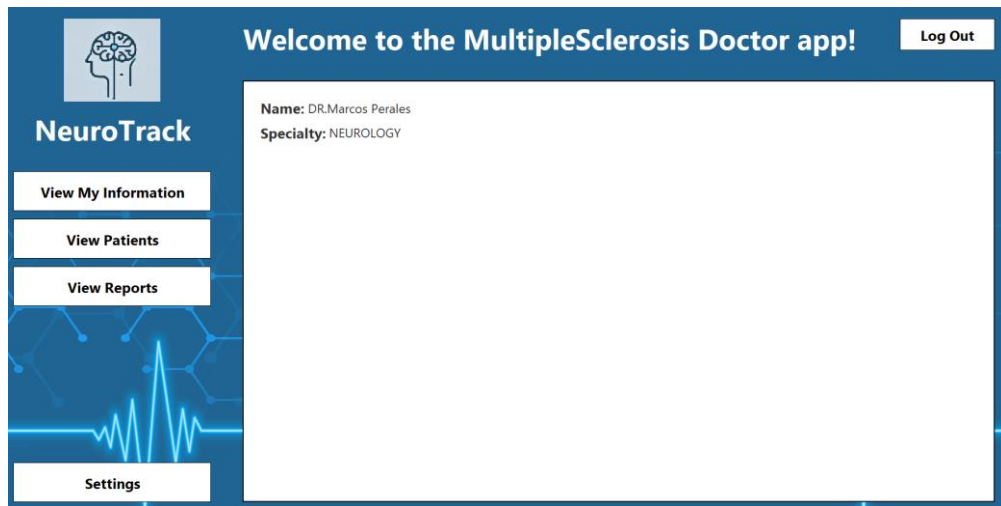 Welcome to the MultipleSclerosis Doctor app!
Log Out
NeuroTrack
Name: DR.Marcos Perales
Specialty: NEUROLOGY
View My Information
View Patients
View Reports
Settings